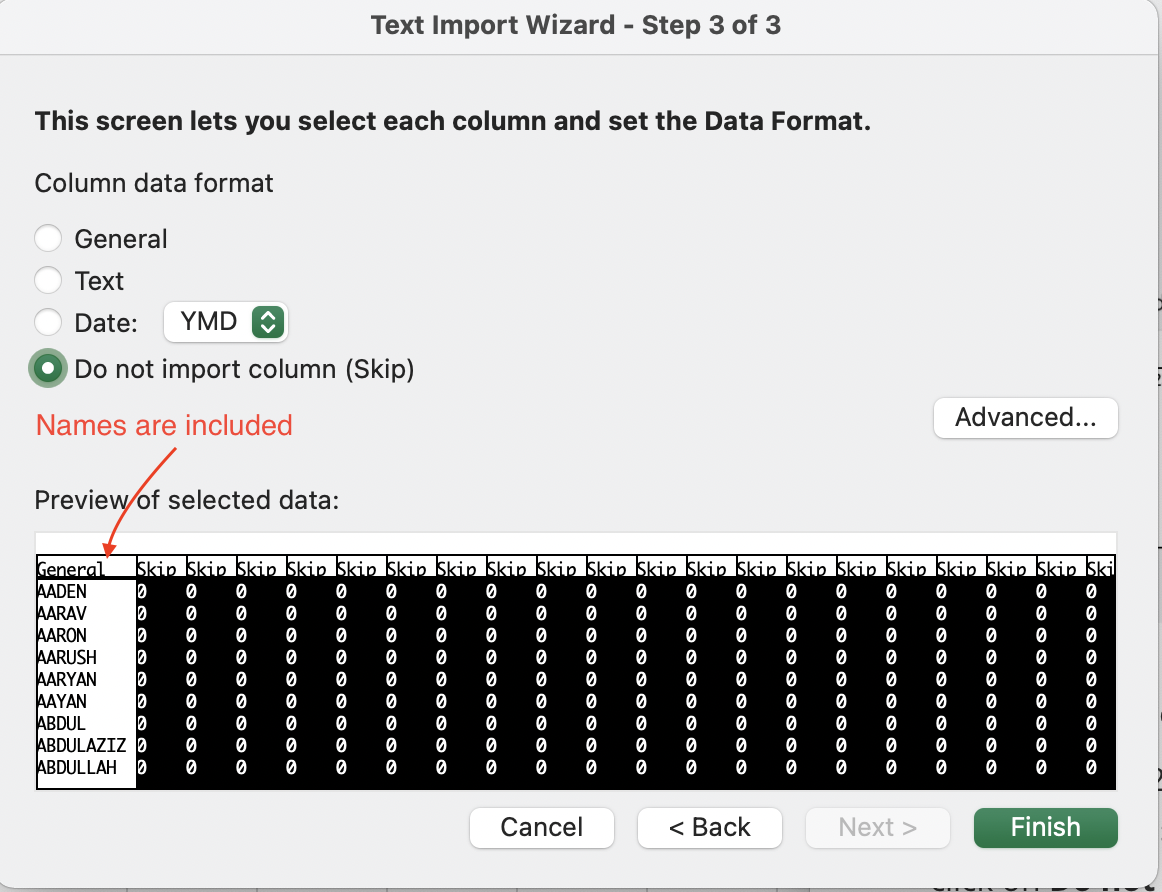 Text Import Wizard - Step 3 of 3
This screen lets you select each column and set the Data Format.
Column data format
General
Text
Date: YMD
Do not import column (Skip)
Names are included
Advanced...
Preview of selected data:
General Skip Skip Skip Skip Skip Skip Skip Skip Skip Skip Skip Skip Skip Skip Skip Skip Skip Skip Skip Ski
AADEN 0 0 0 0 0 0 0 0 0 0 0 0 0 0 0 0 0 0 0 0
AARAV 0 0 0 0 0 0 0 0 0 0 0 0 0 0 0 0 0 0 0 0
AARON 0 0 0 0 0 0 0 0 0 0 0 0 0 0 0 0 0 0 0 0
AARUSH 0 0 0 0 0 0 0 0 0 0 0 0 0 0 0 0 0 0 0 0
AARYAN 0 0 0 0 0 0 0 0 0 0 0 0 0 0 0 0 0 0 0 0
AAYAN 0 0 0 0 0 0 0 0 0 0 0 0 0 0 0 0 0 0 0 0
ABDUL 0 0 0 0 0 0 0 0 0 0 0 0 0 0 0 0 0 0 0 0
ABDULAZIZ 0 0 0 0 0 0 0 0 0 0 0 0 0 0 0 0 0 0 0 0
ABDULLAH 0 0 0 0 0 0 0 0 0 0 0 0 0 0 0 0 0 0 0 0
Cancel < Back Next > Finish